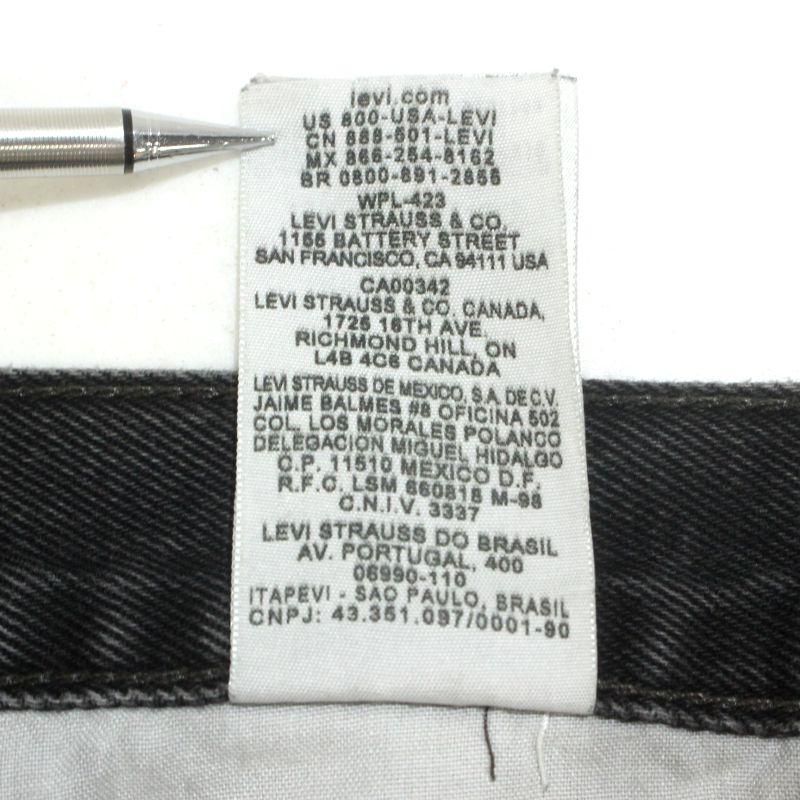 levi.com
US 800-USA-LEVI
CN 888-501-LEVI
MX 866-254-8162
BR 0800-891-2855
WPL-423
LEVI STRAUSS & CO.
1155 BATTERY STREET
SAN FRANCISCO, CA 94111 USA
CA00342
LEVI STRAUSS & CO. CANADA,
1725 16TH AVE.
RICHMOND HILL, ON
L4B 4C6 CANADA
LEVI STRAUSS DE MEXICO, S.A. DE C.V.
JAIME BALMES #8 OFICINA 502
COL. LOS MORALES POLANCO
DELEGACION MIGUEL HIDALGO
C.P. 11510 MEXICO D.F.
R.F.C. LSM 660818 M-98
C.N.I.V. 3337
LEVI STRAUSS DO BRASIL
AV. PORTUGAL, 400
06990-110
ITAPEVI - SAO PAULO, BRASIL
CNPJ: 43.351.097/0001-90